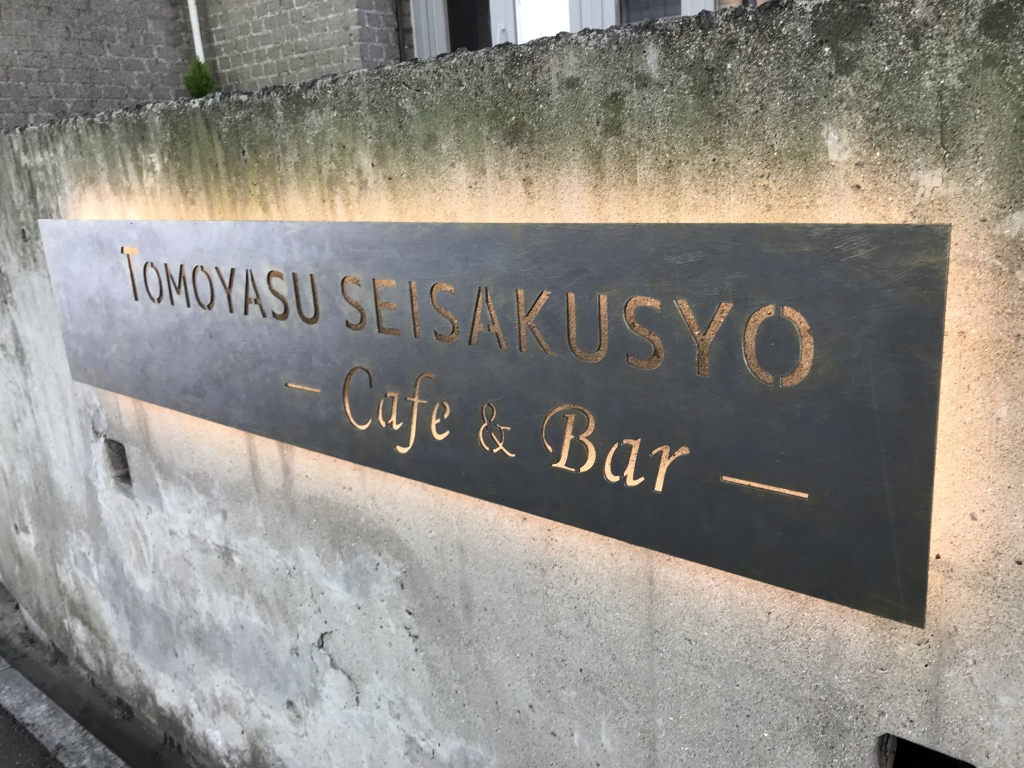 TOMOYASU SEISAKUSYO
— Cafe & Bar —